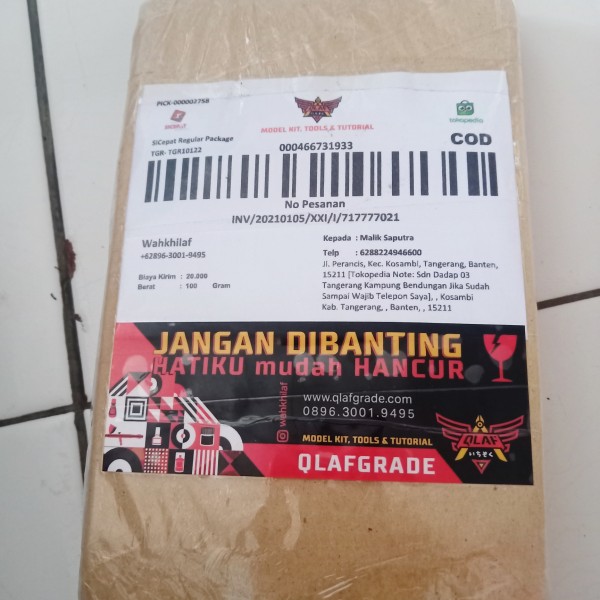 PICK-000002758
MODEL KIT, TOOLS & TUTORIAL
tokopedia
SiCepat Regular Package
TGR- TGR10122
000466731933
COD
No Pesanan
INV/20210105/XXI/I/717777021
Wahkhilaf
+62896-3001-9495
Biaya Kirim : 20.000
Berat : 100 Gram
Kepada : Malik Saputra
Telp : 6288224946600
Jl. Perancis, Kec. Kosambi, Tangerang, Banten,
15211 [Tokopedia Note: Sdn Dadap 03
Tangerang Kampung Bendungan Jika Sudah
Sampai Wajib Telepon Saya], , Kosambi
Kab. Tangerang, , Banten, , 15211
JANGAN DIBANTING
HATIKU mudah HANCUR
wahkhilaf
www.qlafgrade.com
0896.3001.9495
MODEL KIT, TOOLS & TUTORIAL
QLAFGRADE
QLAF
いちぞく